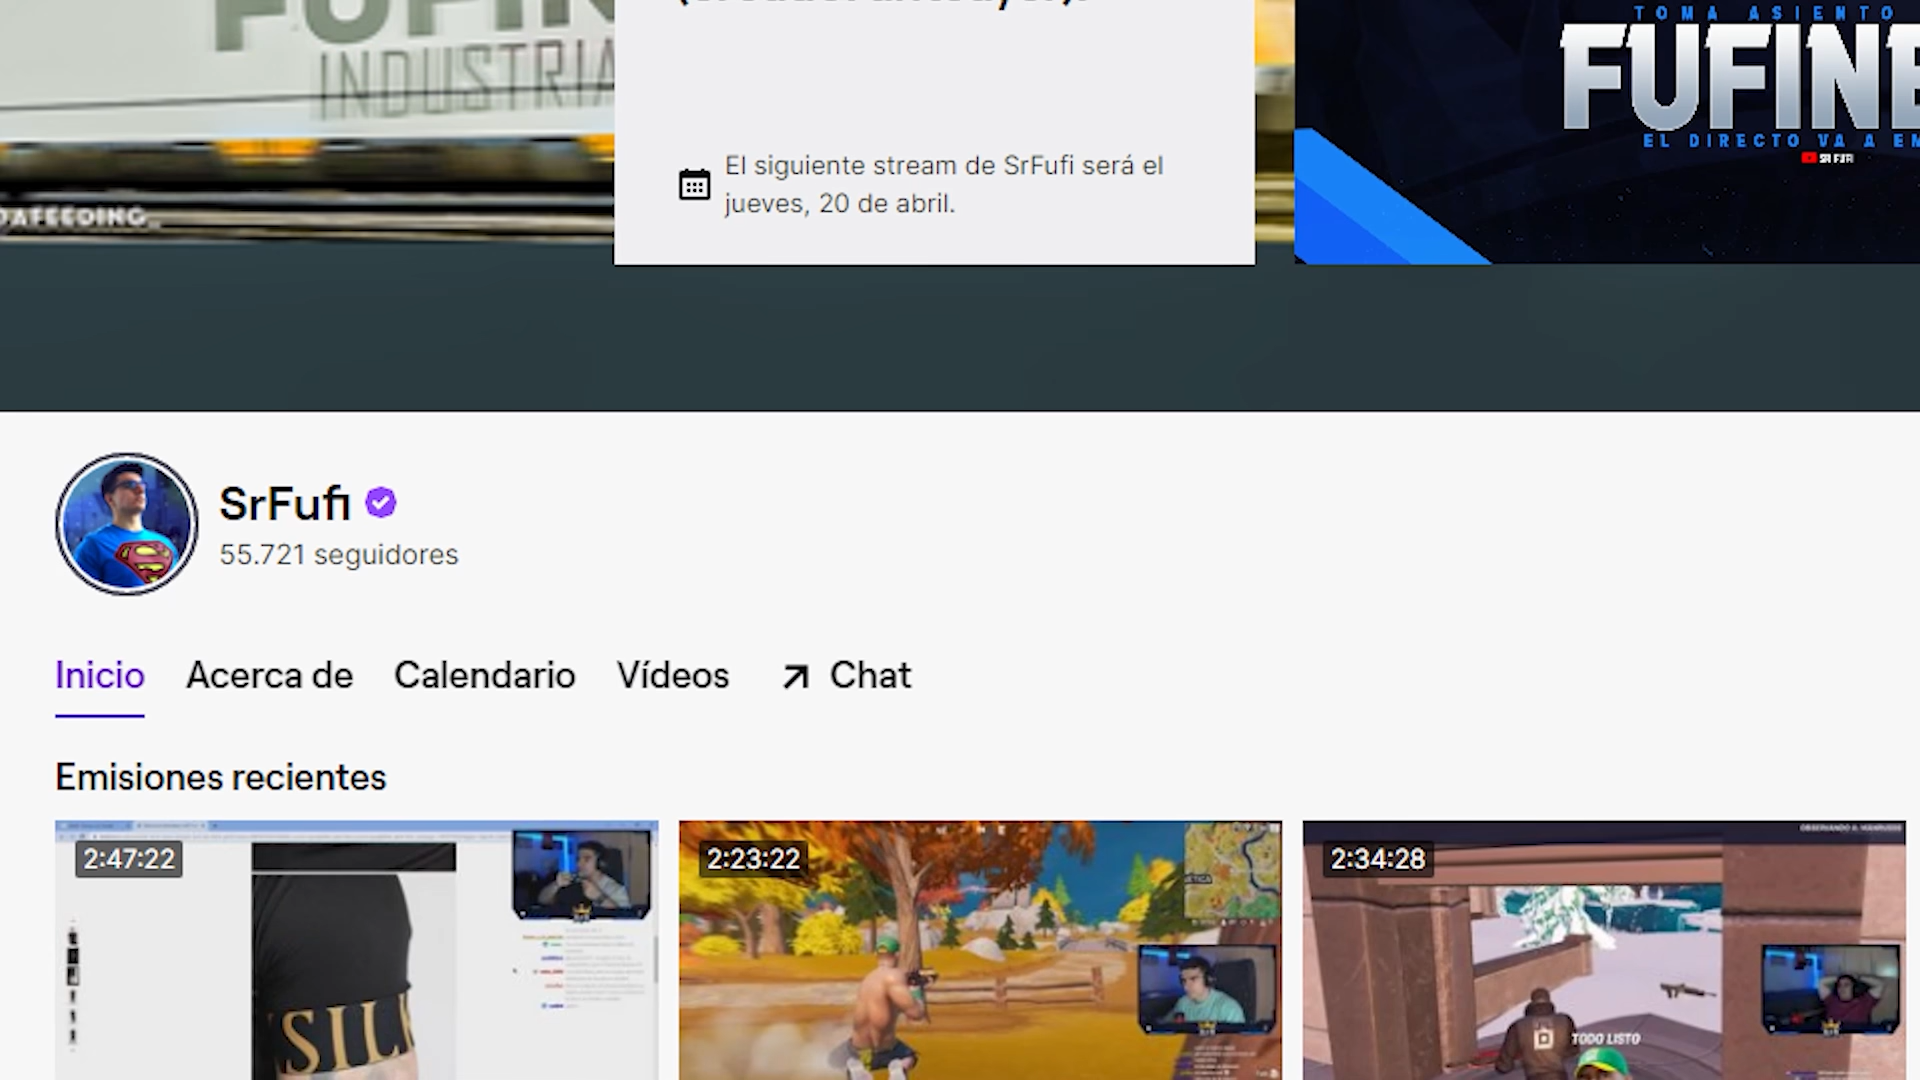 TOMA ASIENTO
INDUSTRIA
FUFINE
EL DIRECTO VA A EM
SR FUFI
El siguiente stream de SrFufi será el
jueves, 20 de abril.
SrFufi
55.721 seguidores
Inicio
Acerca de
Calendario
Vídeos
Chat
Emisiones recientes
2:47:22
2:23:22
2:34:28
TODO LISTO